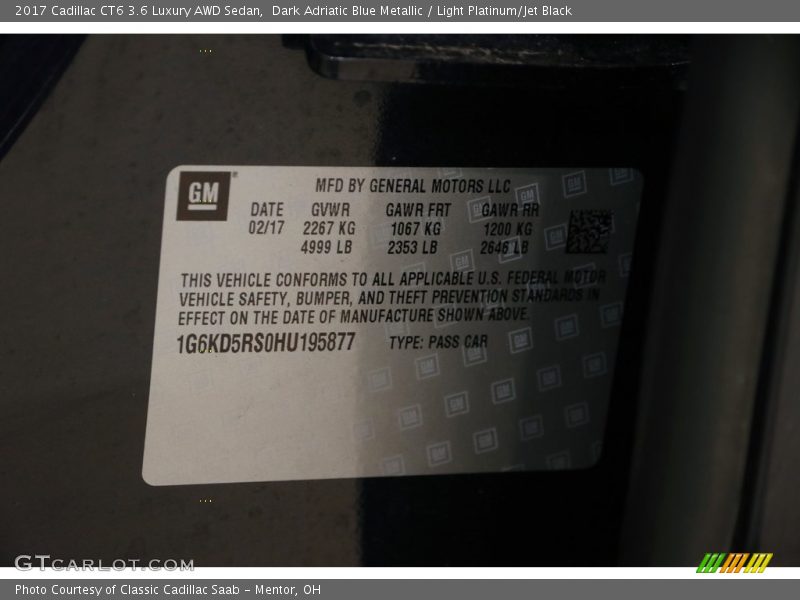 2017 Cadillac CT6 3.6 Luxury AWD Sedan,  Dark Adriatic Blue Metallic / Light Platinum/Jet Black
GM
MFD BY GENERAL MOTORS LLC
DATE GVWR GAWR FRT GAWR RR
02/17 2267 KG 1067 KG 1200 KG
4999 LB 2353 LB 2646 LB
THIS VEHICLE CONFORMS TO ALL APPLICABLE U.S. FEDERAL MOTOR
VEHICLE SAFETY, BUMPER, AND THEFT PREVENTION STANDARDS IN
EFFECT ON THE DATE OF MANUFACTURE SHOWN ABOVE.
1G6KD5RS0HU195877 TYPE: PASS CAR
GTCARLOT.COM
Photo Courtesy of Classic Cadillac Saab - Mentor, OH